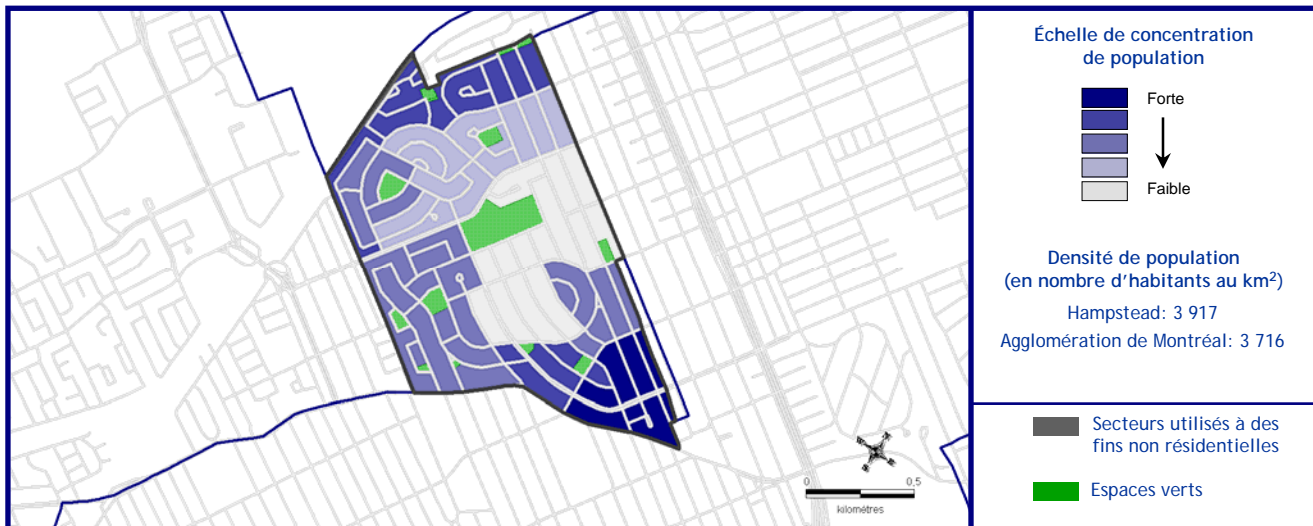 Échelle de concentration
de population
Forte
Faible
Densité de population
(en nombre d'habitants au km²)
Hampstead: 3 917
Agglomération de Montréal: 3 716
Secteurs utilisés à des
fins non résidentielles
Espaces verts
0 0,5
kilomètres